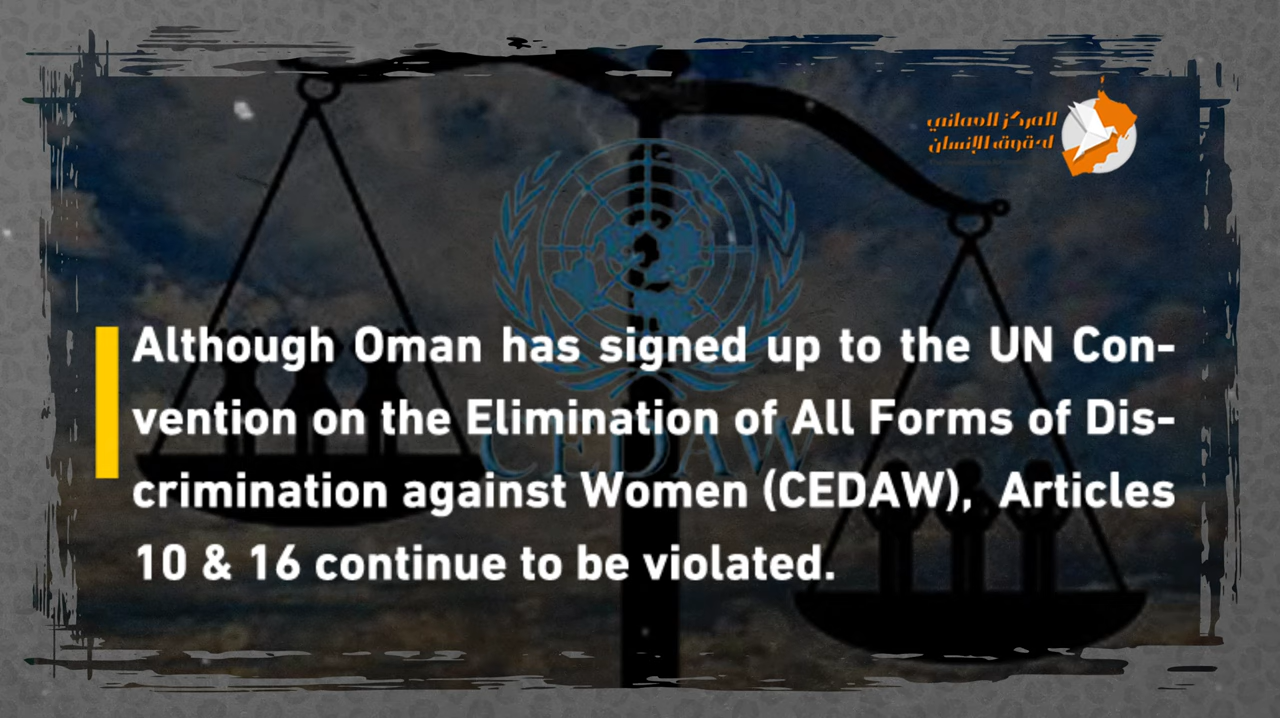 المركز العماني
لحقوق الإنسان
Although Oman has signed up to the UN Con-
vention on the Elimination of All Forms of Dis-
crimination against Women (CEDAW), Articles
10 & 16 continue to be violated.
CEDAW